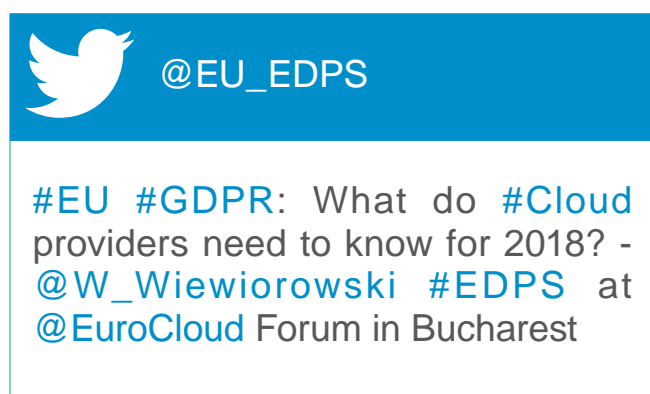 @EU_EDPS
#EU #GDPR: What do #Cloud
providers need to know for 2018? -
@W_Wiewiorowski #EDPS at
@EuroCloud Forum in Bucharest